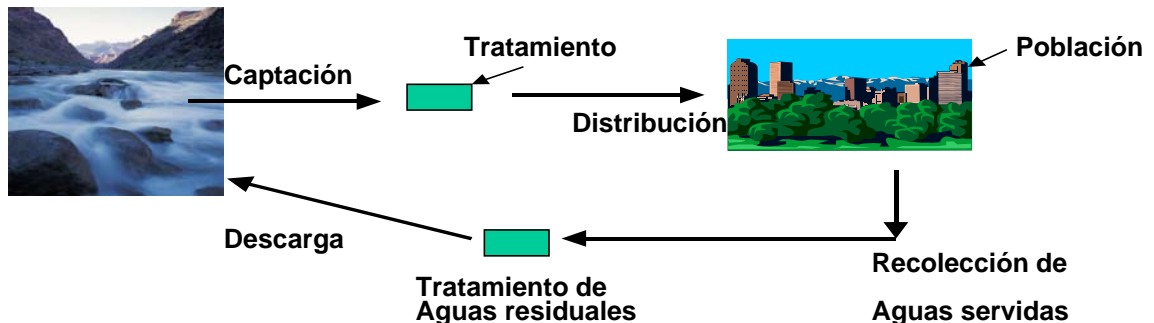 Tratamiento
Población
Captación
Distribución
Descarga
Recolección de
Aguas servidas
Tratamiento de
Aguas residuales